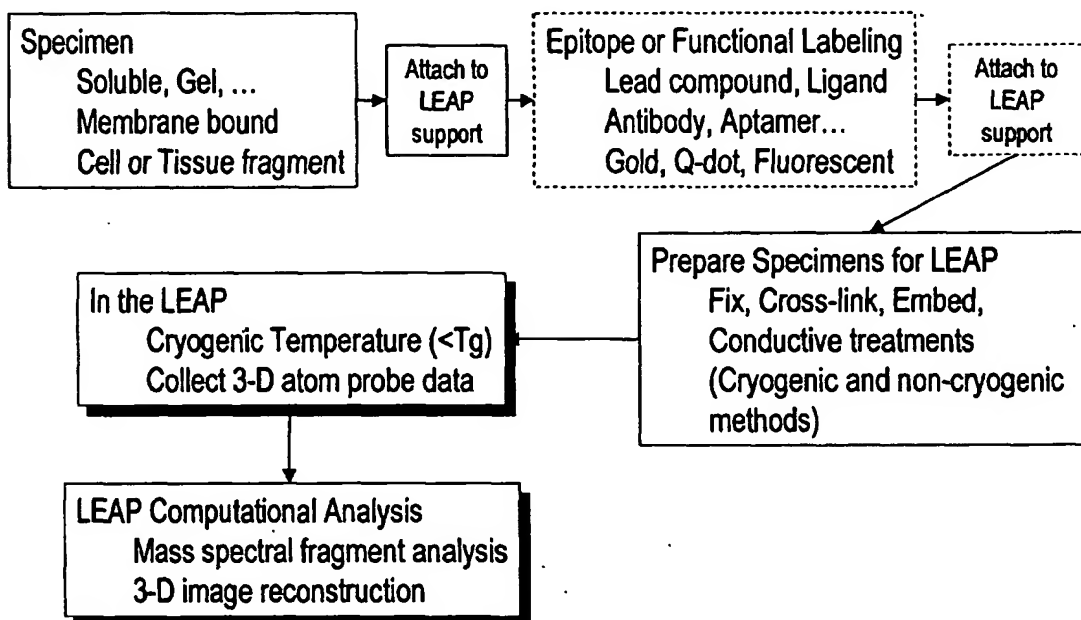 Specimen
Soluble, Gel, ...
Membrane bound
Cell or Tissue fragment
Attach to
LEAP
support
Epitope or Functional Labeling
Lead compound, Ligand
Antibody, Aptamer...
Gold, Q-dot, Fluorescent
Attach to
LEAP
support
Prepare Specimens for LEAP
Fix, Cross-link, Embed,
Conductive treatments
(Cryogenic and non-cryogenic
methods)
In the LEAP
Cryogenic Temperature (<Tg)
Collect 3-D atom probe data
LEAP Computational Analysis
Mass spectral fragment analysis
3-D image reconstruction